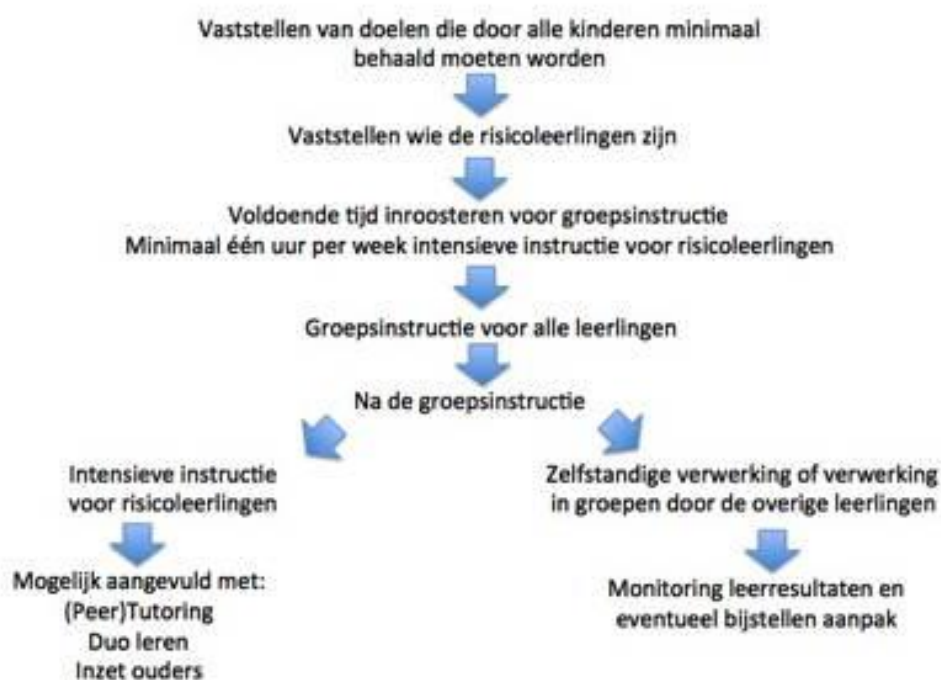 Vaststellen van doelen die door alle kinderen minimaal
behaald moeten worden
Vaststellen wie de risicoleerlingen zijn
Voldoende tijd inroosteren voor groepsinstructie
Minimaal één uur per week intensieve instructie voor risicoleerlingen
Groepsinstructie voor alle leerlingen
Na de groepsinstructie
Intensieve instructie
voor risicoleerlingen
Mogelijk aangevuld met:
(Peer)Tutoring
Duo leren
Inzet ouders
Zelfstandige verwerking of verwerking
in groepen door de overige leerlingen
Monitoring leerresultaten en
eventueel bijstellen aanpak